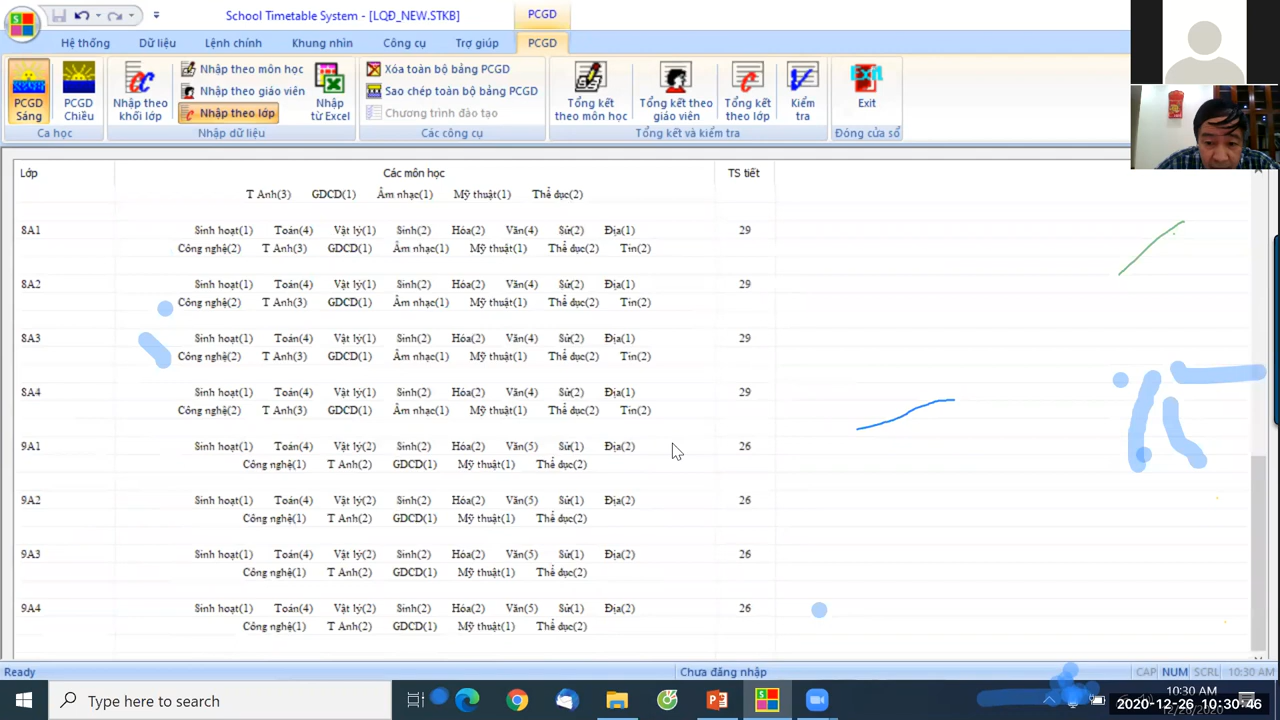 School Timetable System - [LQĐ_NEW.STKB]
PCGD
Hệ thống Dữ liệu Lệnh chính Khung nhìn Công cụ Trợ giúp PCGD
PCGD Sáng
PCGD Chiều
Ca học
Nhập theo khối lớp
Nhập theo môn học
Nhập theo giáo viên
Nhập theo lớp
Nhập từ Excel
Nhập dữ liệu
Xóa toàn bộ bảng PCGD
Sao chép toàn bộ bảng PCGD
Chương trình đào tạo
Các công cụ
Tổng kết theo môn học
Tổng kết theo giáo viên
Tổng kết theo lớp
Kiểm tra
Tổng kết và kiểm tra
Exit
Đóng cửa sổ
Lớp Các môn học TS tiết
T Anh(3) GDCD(1) Âm nhạc(1) Mỹ thuật(1) Thể dục(2)
8A1 Sinh hoạt(1) Toán(4) Vật lý(1) Sinh(2) Hóa(2) Văn(4) Sử(2) Địa(1) 29
Công nghệ(2) T Anh(3) GDCD(1) Âm nhạc(1) Mỹ thuật(1) Thể dục(2) Tin(2)
8A2 Sinh hoạt(1) Toán(4) Vật lý(1) Sinh(2) Hóa(2) Văn(4) Sử(2) Địa(1) 29
Công nghệ(2) T Anh(3) GDCD(1) Âm nhạc(1) Mỹ thuật(1) Thể dục(2) Tin(2)
8A3 Sinh hoạt(1) Toán(4) Vật lý(1) Sinh(2) Hóa(2) Văn(4) Sử(2) Địa(1) 29
Công nghệ(2) T Anh(3) GDCD(1) Âm nhạc(1) Mỹ thuật(1) Thể dục(2) Tin(2)
8A4 Sinh hoạt(1) Toán(4) Vật lý(1) Sinh(2) Hóa(2) Văn(4) Sử(2) Địa(1) 29
Công nghệ(2) T Anh(3) GDCD(1) Âm nhạc(1) Mỹ thuật(1) Thể dục(2) Tin(2)
9A1 Sinh hoạt(1) Toán(4) Vật lý(2) Sinh(2) Hóa(2) Văn(5) Sử(1) Địa(2) 26
Công nghệ(1) T Anh(2) GDCD(1) Mỹ thuật(1) Thể dục(2)
9A2 Sinh hoạt(1) Toán(4) Vật lý(2) Sinh(2) Hóa(2) Văn(5) Sử(1) Địa(2) 26
Công nghệ(1) T Anh(2) GDCD(1) Mỹ thuật(1) Thể dục(2)
9A3 Sinh hoạt(1) Toán(4) Vật lý(2) Sinh(2) Hóa(2) Văn(5) Sử(1) Địa(2) 26
Công nghệ(1) T Anh(2) GDCD(1) Mỹ thuật(1) Thể dục(2)
9A4 Sinh hoạt(1) Toán(4) Vật lý(2) Sinh(2) Hóa(2) Văn(5) Sử(1) Địa(2) 26
Công nghệ(1) T Anh(2) GDCD(1) Mỹ thuật(1) Thể dục(2)
Ready Chưa đăng nhập CAP NUM SCRL 10:30 AM
Type here to search
10:30 AM
2020-12-26 10:30:46